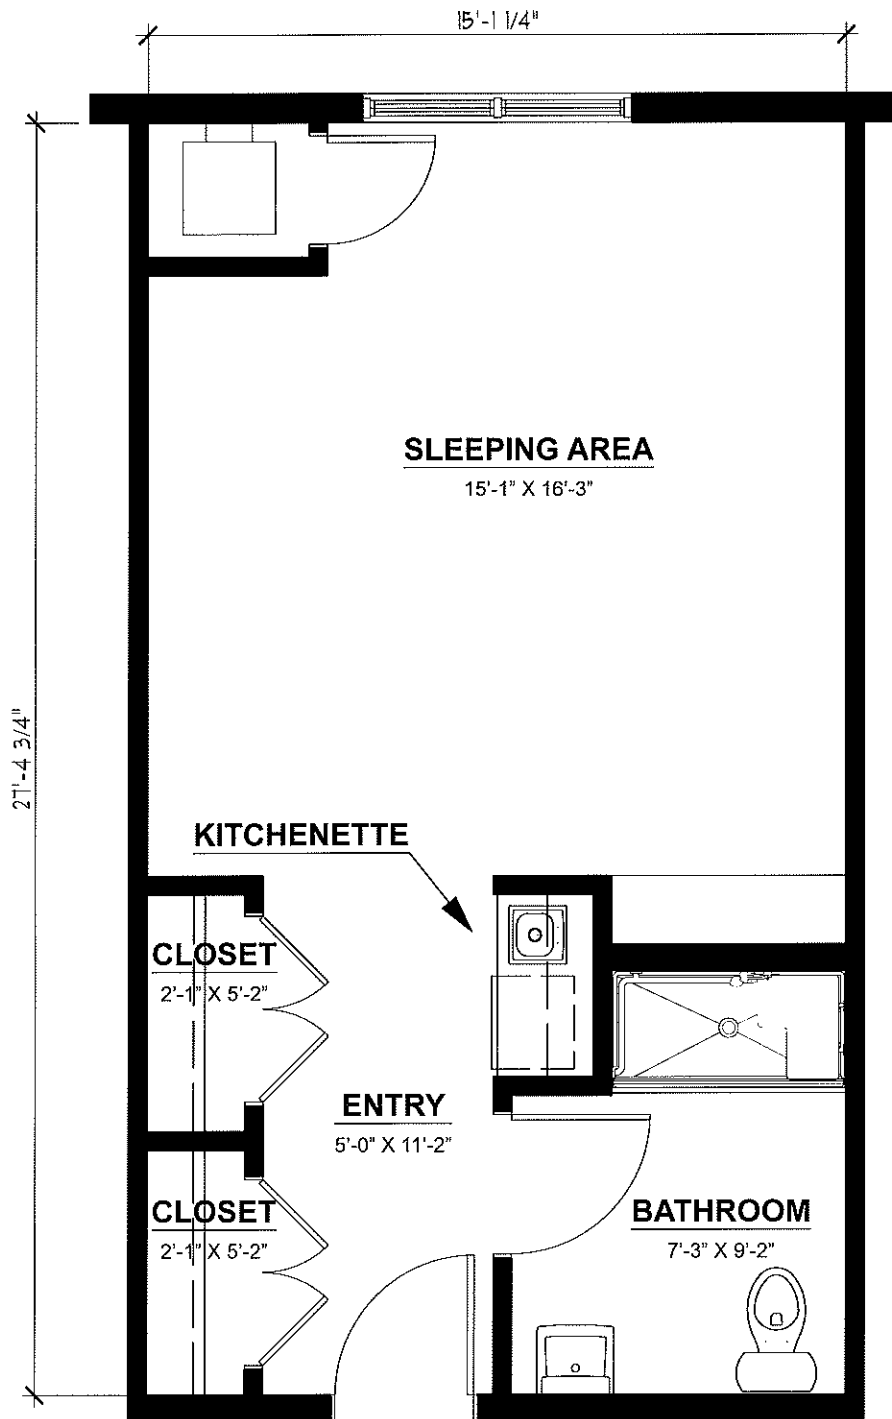 15'-1 1/4"
SLEEPING AREA
15'-1" X 16'-3"
27'-4 3/4"
KITCHENETTE
CLOSET
2'-1" X 5'-2"
ENTRY
5'-0" X 11'-2"
CLOSET
2'-1" X 5'-2"
BATHROOM
7'-3" X 9'-2"